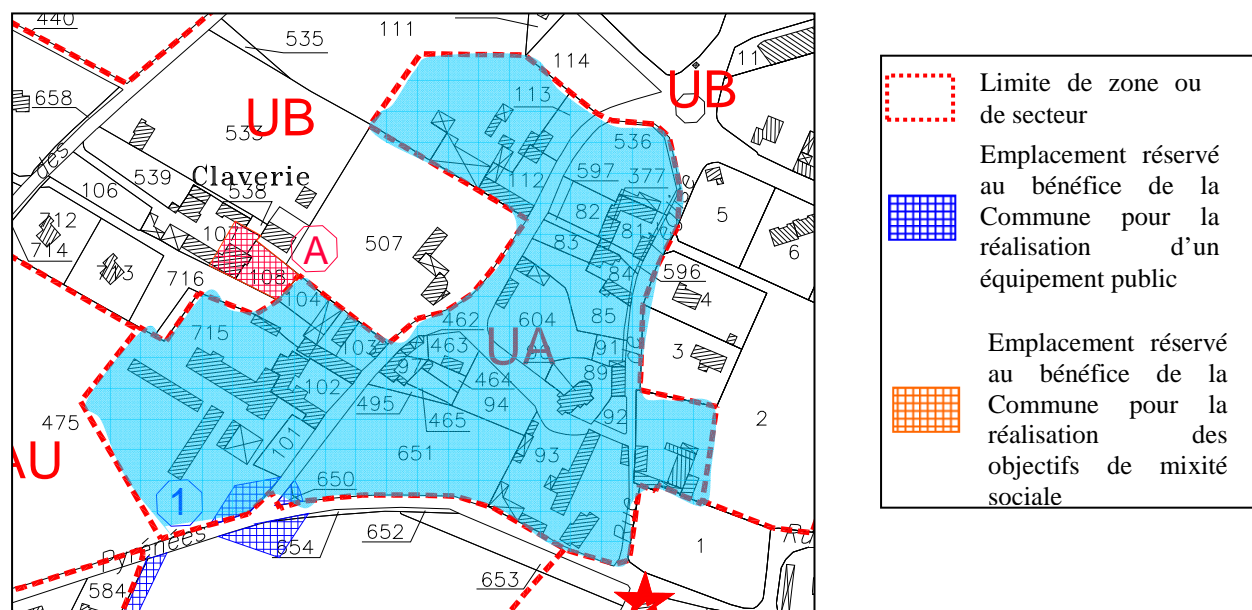 440
535
111
114
11
UB
UB
113
658
533
536
des
Claverie
597
377
539
538
106
112
5
712
107
82
81
714
83
507
6
A
713
108
84
596
716
104
4
462
604
85
715
463
UA
91
3
103
97
102
464
89
495
94
92
475
465
2
AU
101
651
93
650
1
Pyrénées
654
652
1
Ru
653
584
Limite de zone ou
de secteur
Emplacement réservé
au bénéfice de la
Commune pour la
réalisation d’un
équipement public
Emplacement réservé
au bénéfice de la
Commune pour la
réalisation des
objectifs de mixité
sociale